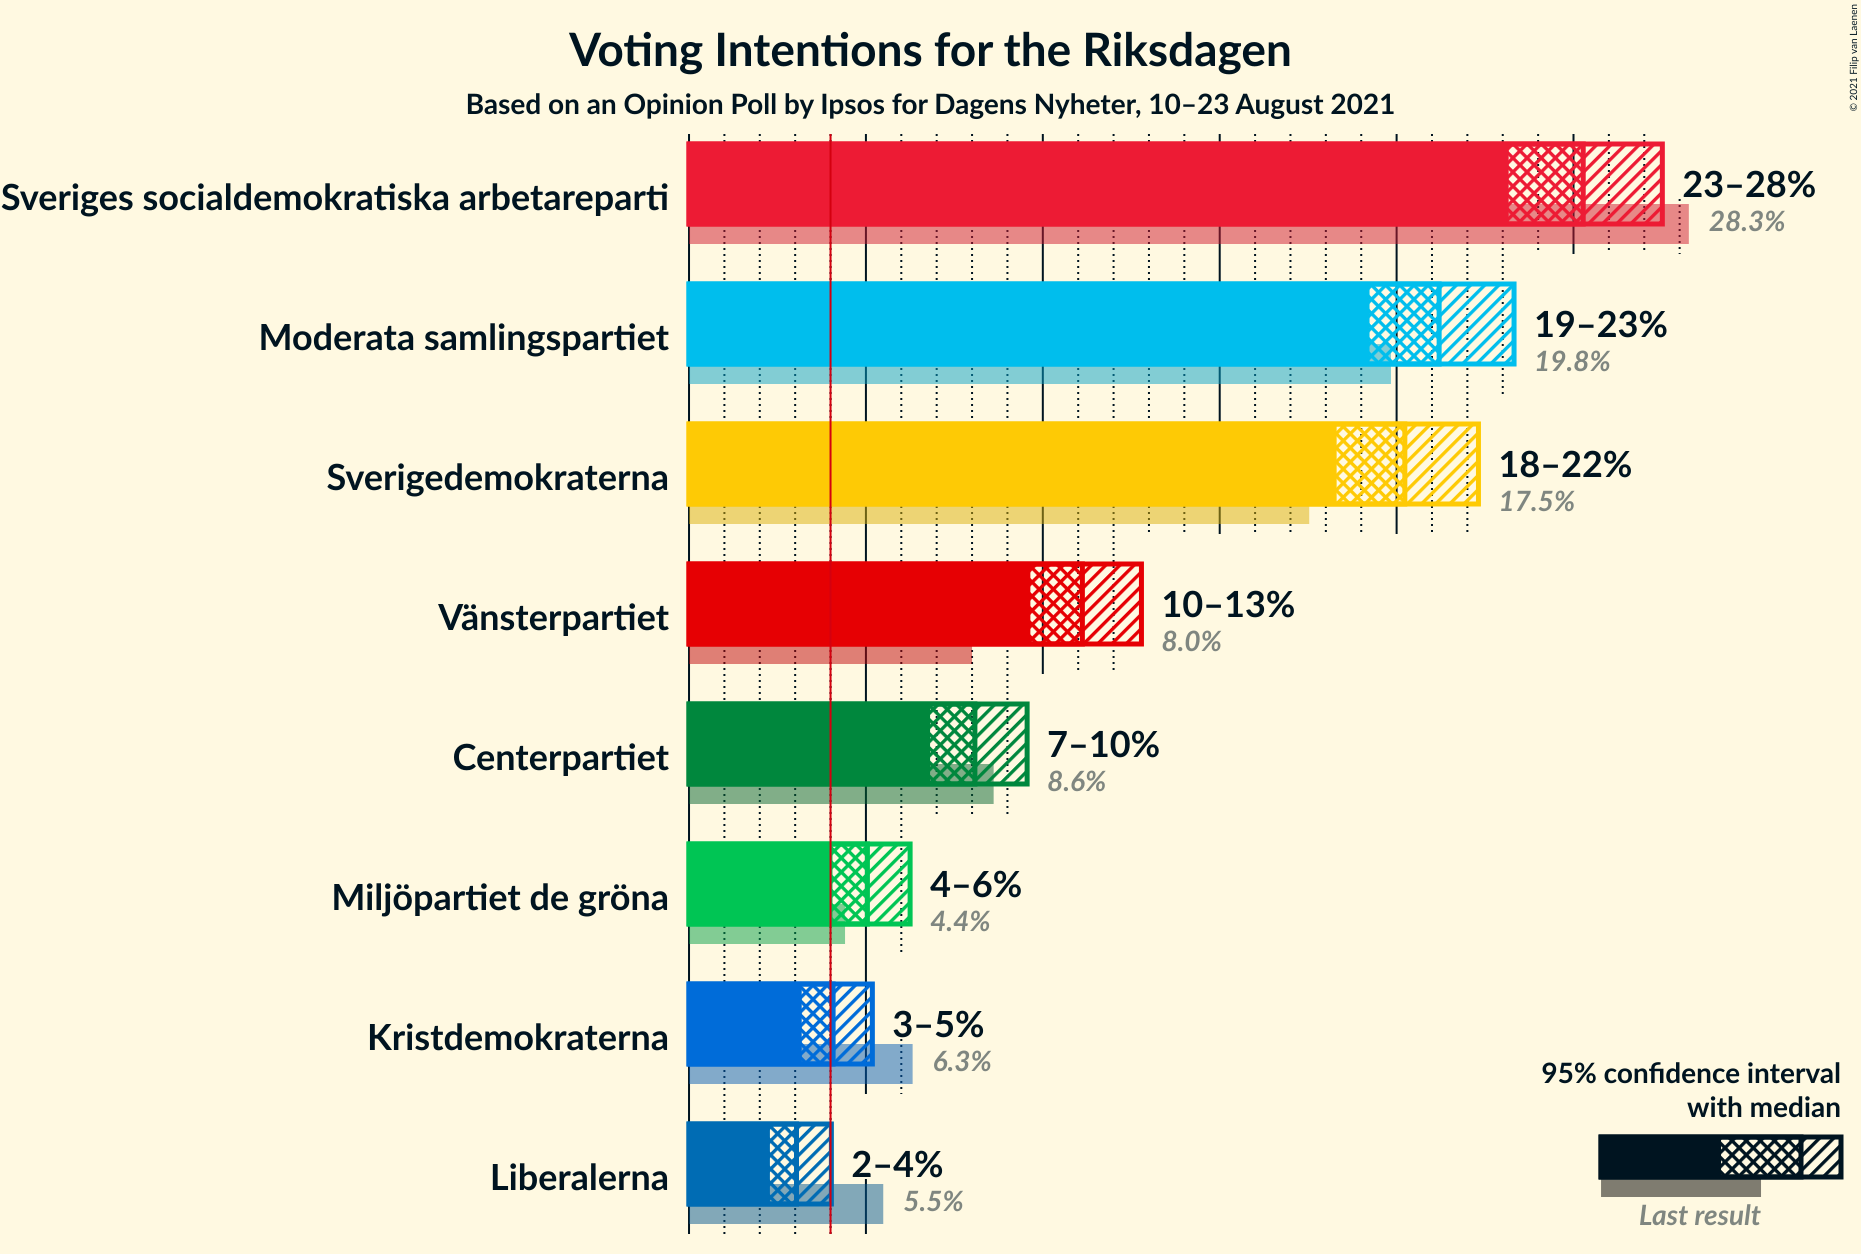 Voting Intentions for the Riksdagen
Based on an Opinion Poll by Ipsos for Dagens Nyheter, 10–23 August 2021
© 2021 Filip van Laenen
Sveriges socialdemokratiska arbetareparti
23–28%
28.3%
Moderata samlingspartiet
19–23%
19.8%
Sverigedemokraterna
18–22%
17.5%
Vänsterpartiet
10–13%
8.0%
Centerpartiet
7–10%
8.6%
Miljöpartiet de gröna
4–6%
4.4%
Kristdemokraterna
3–5%
6.3%
Liberalerna
2–4%
5.5%
95% confidence interval
with median
Last result